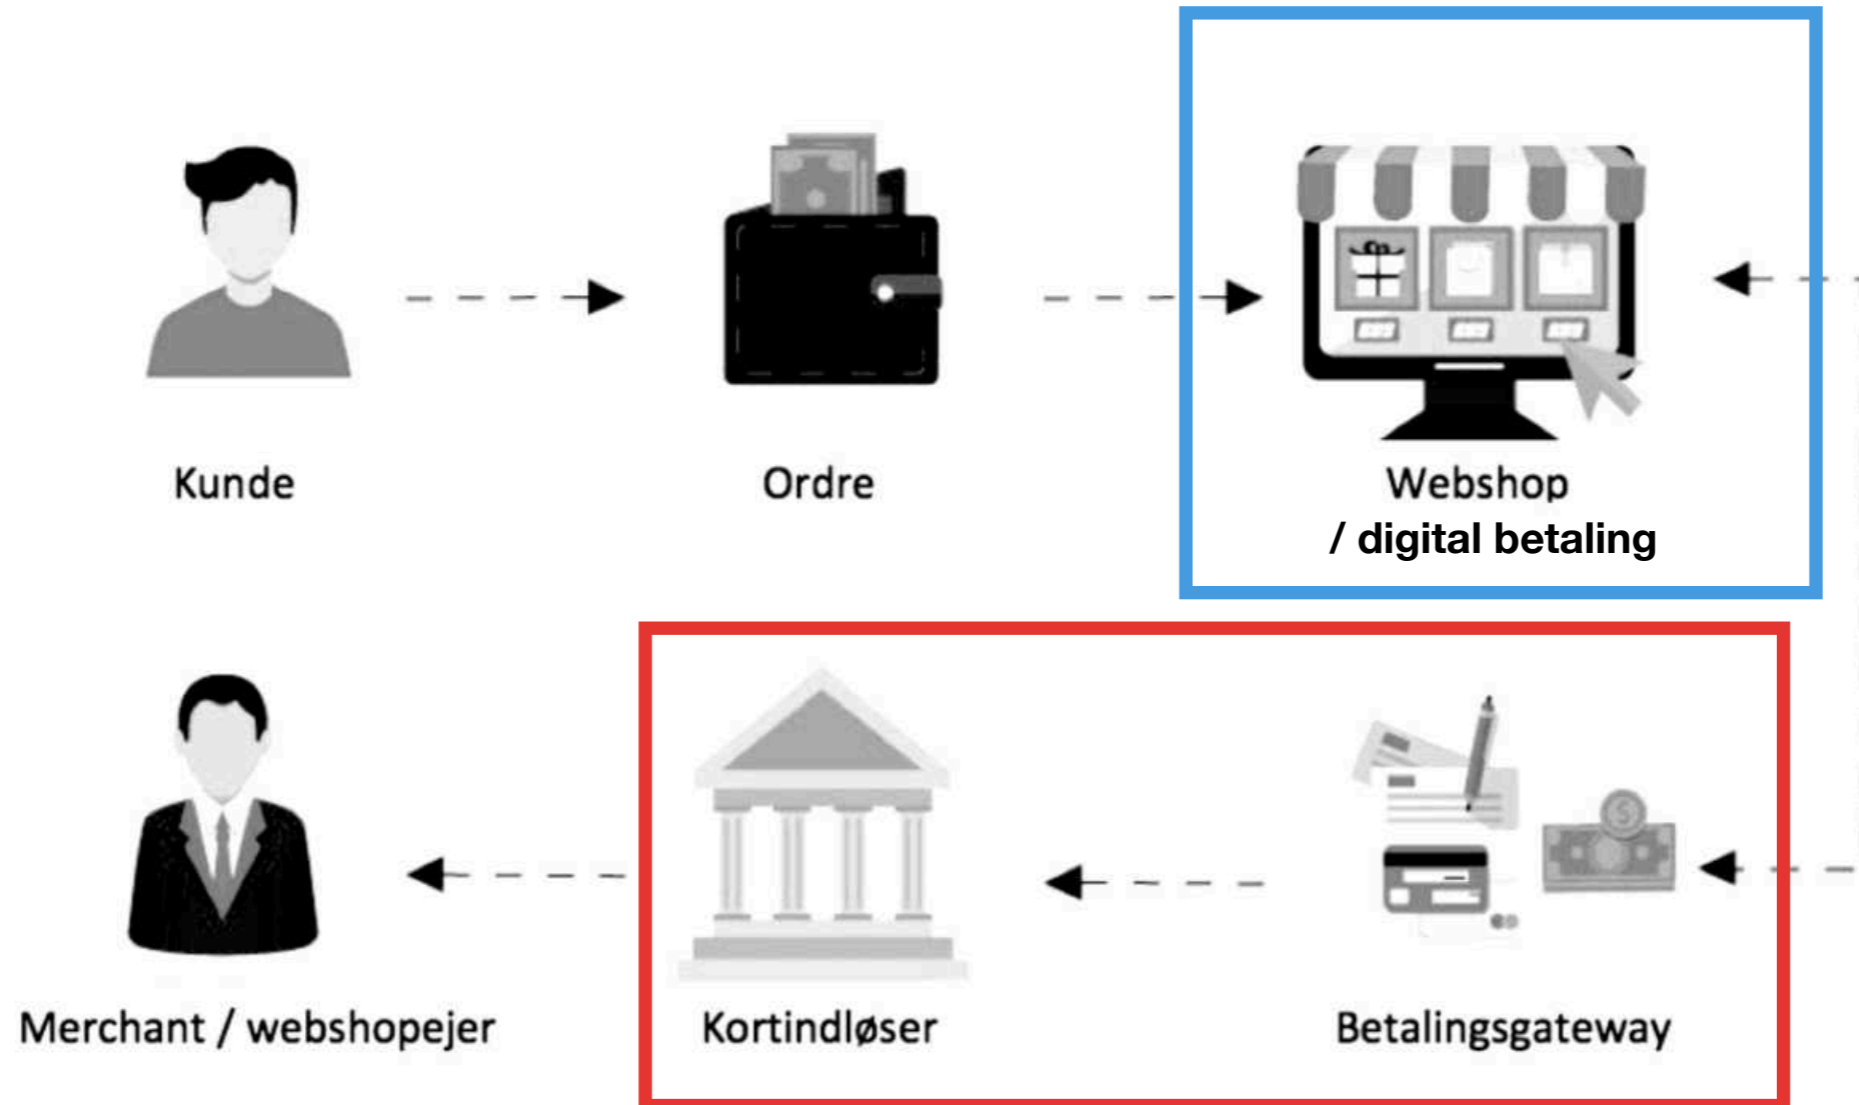 Kunde
Ordre
Webshop
/ digital betaling
Merchant / webshopejer
Kortindløser
Betalingsgateway